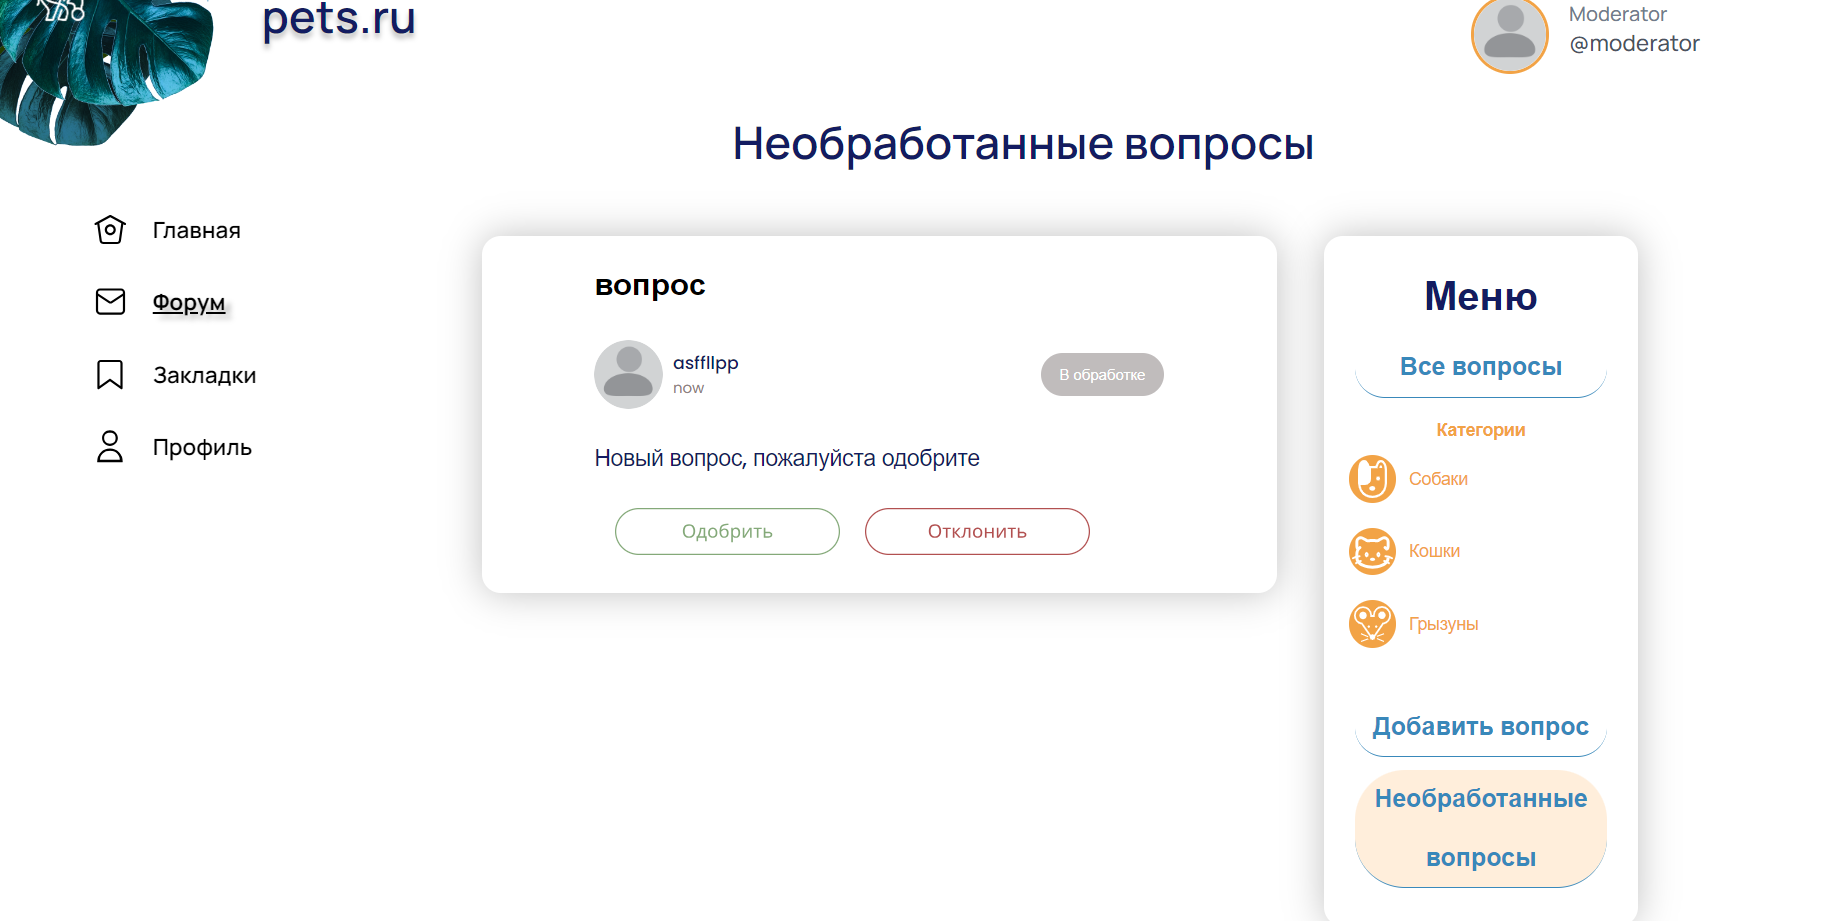 pets.ru
Moderator
@moderator
Необработанные вопросы
Главная
Форум
Закладки
Профиль
вопрос
asffllpp
now
В обработке
Новый вопрос, пожалуйста одобрите
Одобрить
Отклонить
Меню
Все вопросы
Категории
Собаки
Кошки
Грызуны
Добавить вопрос
Необработанные
вопросы